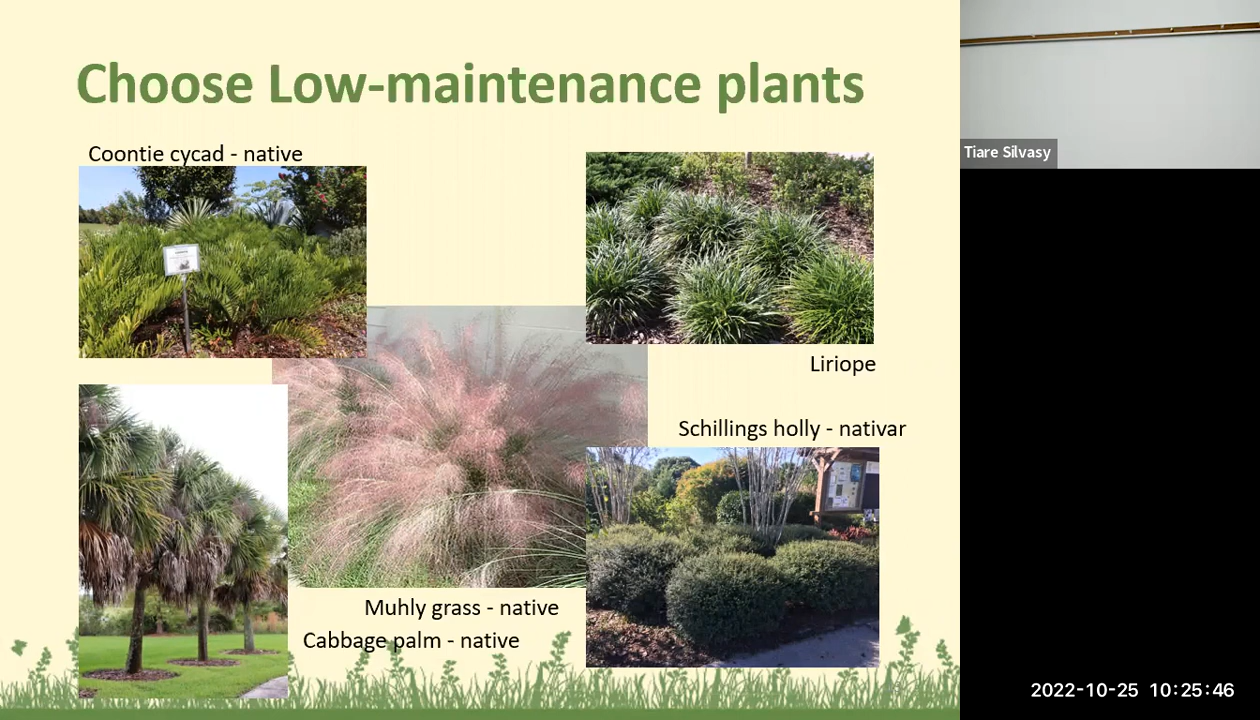 Choose Low-maintenance plants
Coontie cycad - native
Liriope
Schillings holly - nativar
Muhly grass - native
Cabbage palm - native
Tiare Silvasy
2022-10-25 10:25:46